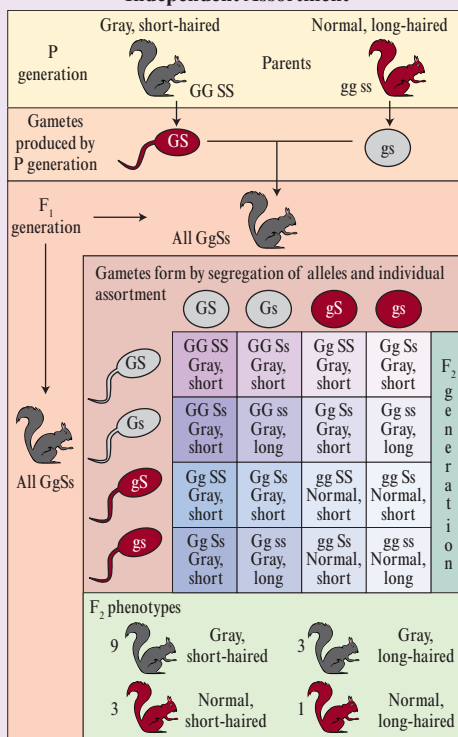 Independent Assortment
Gray, short-haired
Normal, long-haired
P
generation
Parents
GG SS
gg ss
Gametes
produced by
P generation
GS
gs
F1
generation
All GgSs
Gametes form by segregation of alleles and individual
assortment
GS
Gs
gS
gs
GS
GG SS
Gray,
short
GG Ss
Gray,
short
Gg SS
Gray,
short
Gg Ss
Gray,
short
Gs
GG Ss
Gray,
short
GG ss
Gray,
long
Gg Ss
Gray,
short
Gg ss
Gray,
long
gS
Gg SS
Gray,
short
Gg Ss
Gray,
short
gg SS
Normal,
short
gg Ss
Normal,
short
gs
Gg Ss
Gray,
short
Gg ss
Gray,
long
gg Ss
Normal,
short
gg ss
Normal,
long
F2 generation
All GgSs
F2 phenotypes
9
Gray,
short-haired
3
Gray,
long-haired
3
Normal,
short-haired
1
Normal,
long-haired